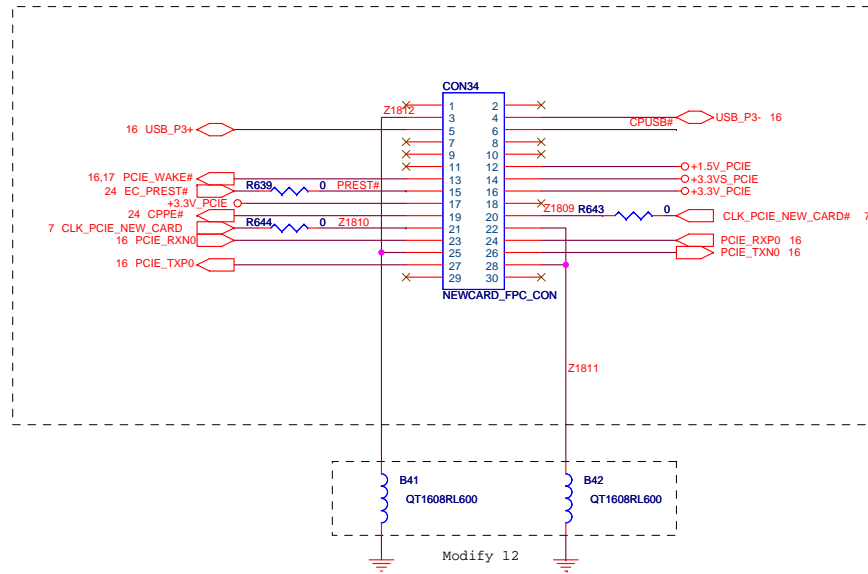 CON34
Z1812
1 2
3 4 USB_P3- 16
16 USB_P3+ 5 6 CPUSB#
7 8
9 10
11 12 +1.5V_PCIE
16,17 PCIE_WAKE# 13 14 +3.3VS_PCIE
24 EC_PREST# R639 0 PREST# 15 16 +3.3V_PCIE
+3.3V_PCIE 17 18
24 CPPE# 19 20 Z1809 R643 0 CLK_PCIE_NEW_CARD# 7
7 CLK_PCIE_NEW_CARD R644 0 Z1810 21 22
16 PCIE_RXN0 23 24 PCIE_RXP0 16
25 26 PCIE_TXN0 16
16 PCIE_TXP0 27 28
29 30
NEWCARD_FPC_CON
Z1811
B41 B42
QT1608RL600 QT1608RL600
Modify 12